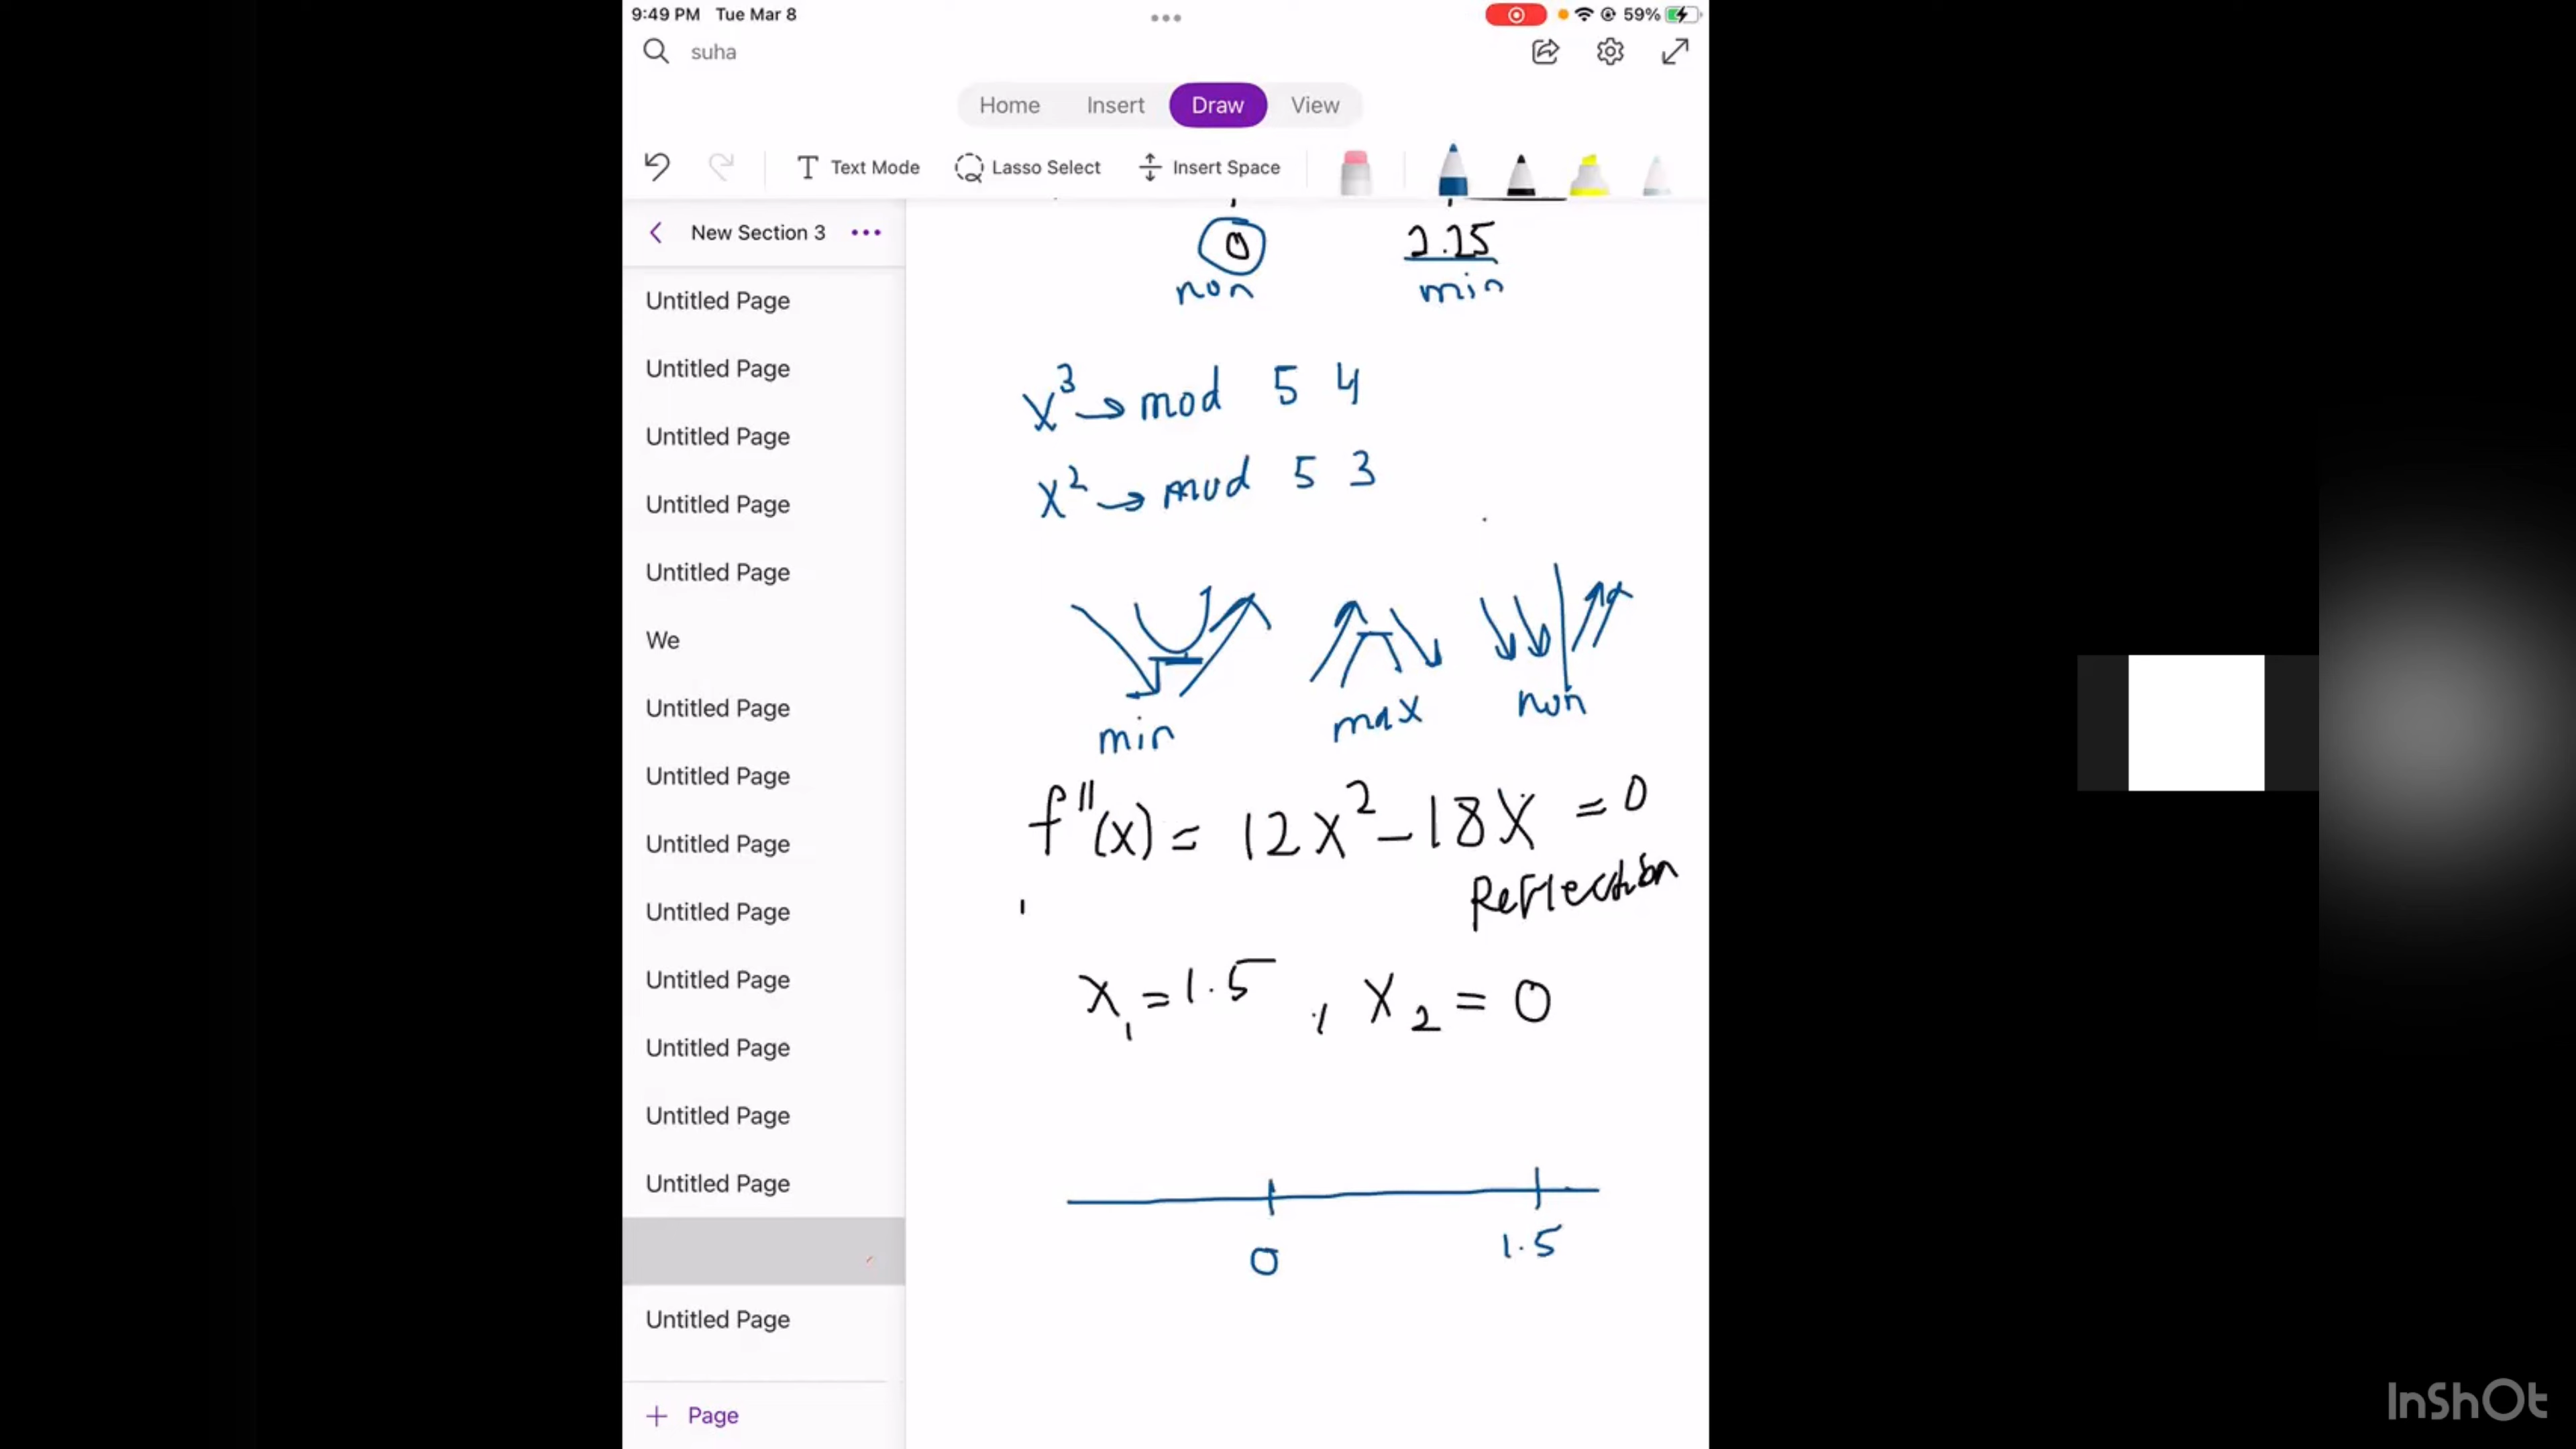 9:49 PM Tue Mar 8
59%
suha
Home Insert Draw View
Text Mode Lasso Select Insert Space
New Section 3
Untitled Page
Untitled Page
Untitled Page
Untitled Page
Untitled Page
We
Untitled Page
Untitled Page
Untitled Page
Untitled Page
Untitled Page
Untitled Page
Untitled Page
Untitled Page
Untitled Page
+ Page
0 2.25
non min
x³ → mod 5 4
x² → mod 5 3
min max non
f''(x) = 12x² - 18x = 0
Reflection
x₁ = 1.5 , x₂ = 0
0 1.5
InShOt